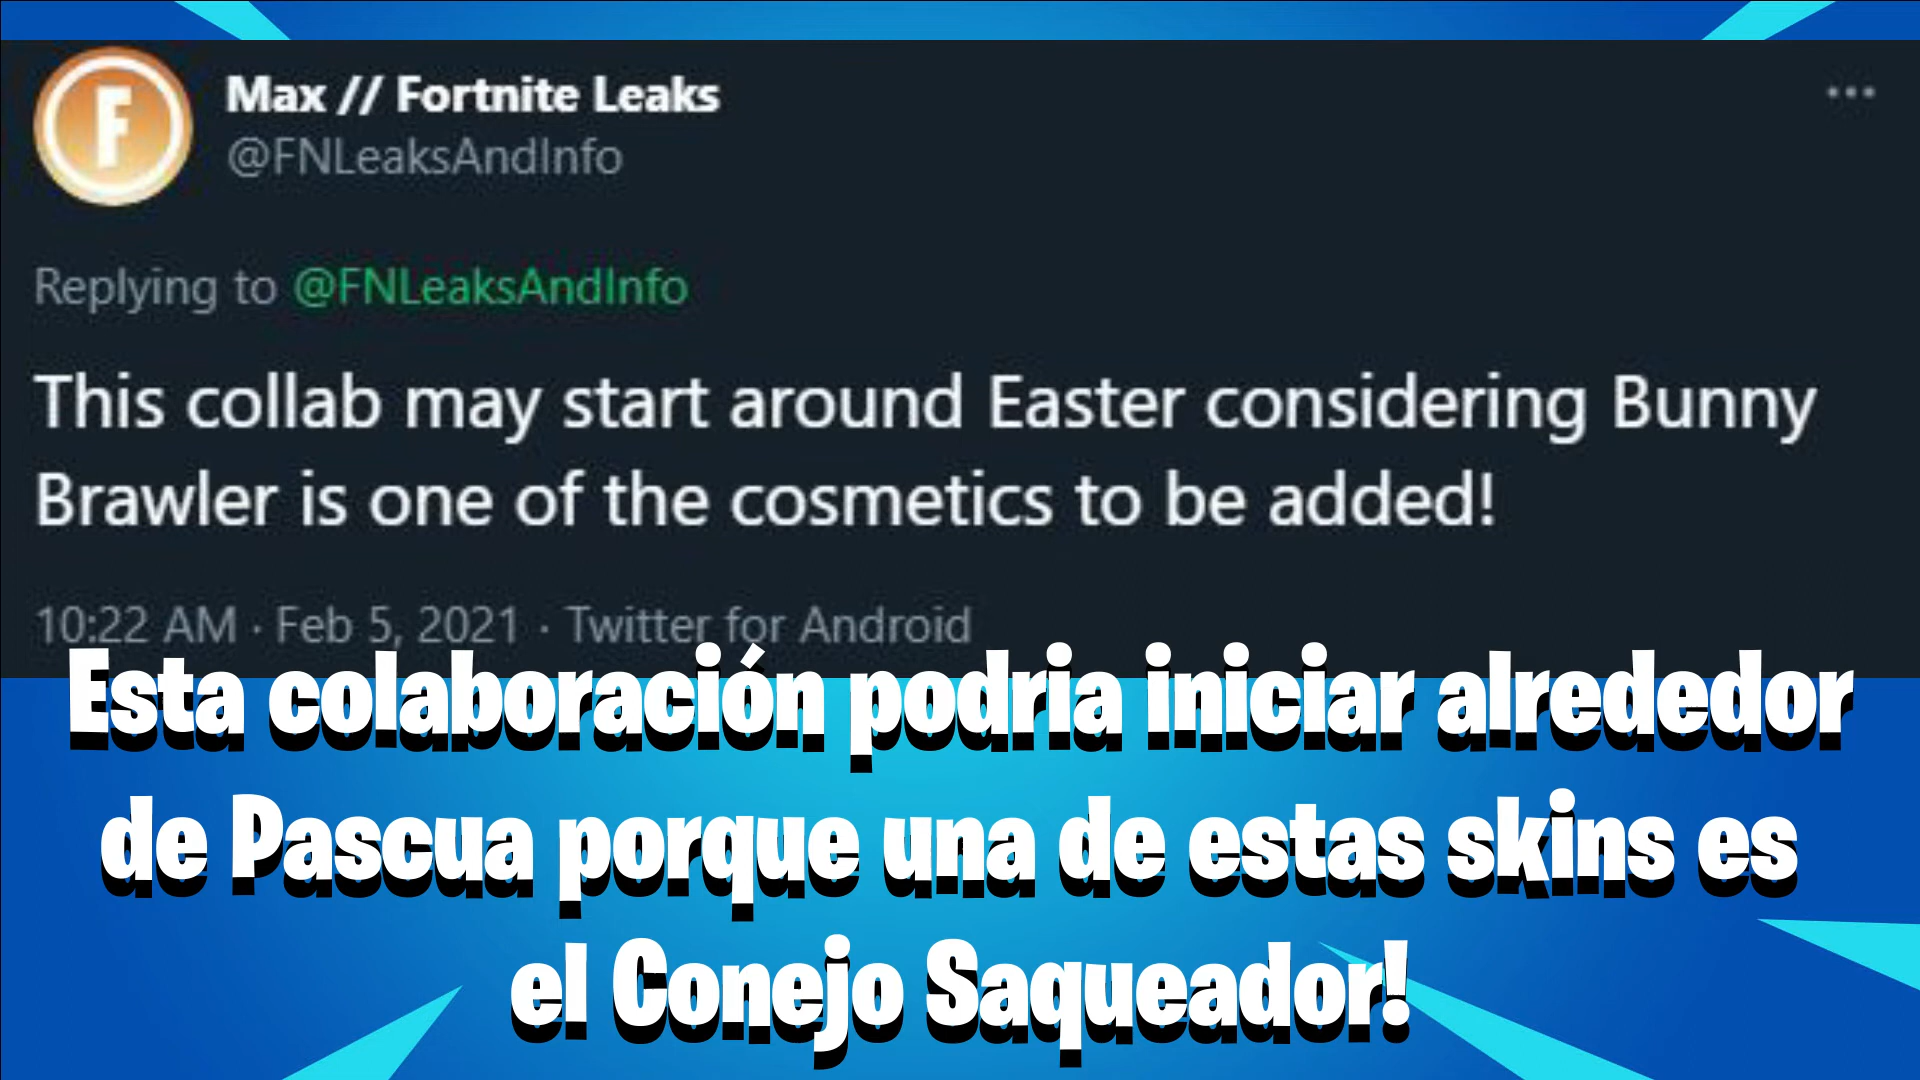 F
Max // Fortnite Leaks
@FNLeaksAndInfo
Replying to @FNLeaksAndInfo
This collab may start around Easter considering Bunny
Brawler is one of the cosmetics to be added!
10:22 AM · Feb 5, 2021 · Twitter for Android
Esta colaboración podria iniciar alrededor
de Pascua porque una de estas skins es
el Conejo Saqueador!